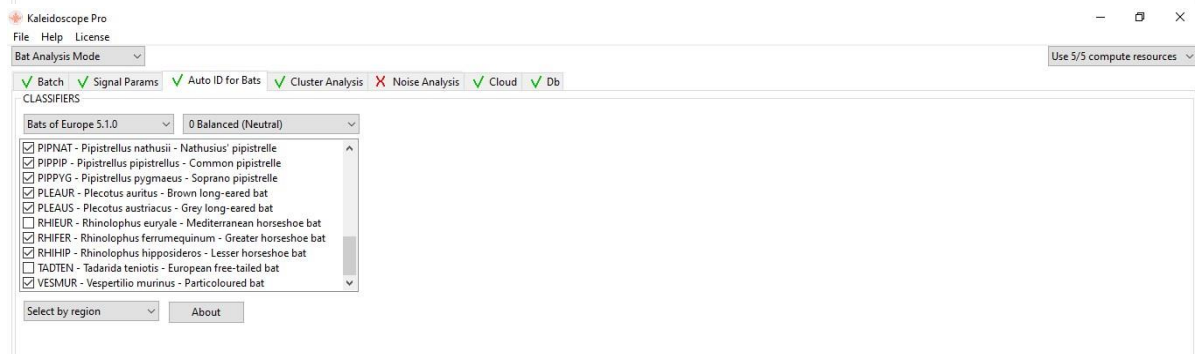 Kaleidoscope Pro
File Help License
Bat Analysis Mode
Use 5/5 compute resources
Batch Signal Params Auto ID for Bats Cluster Analysis Noise Analysis Cloud Db
CLASSIFIERS
Bats of Europe 5.1.0 0 Balanced (Neutral)
PIPNAT - Pipistrellus nathusii - Nathusius' pipistrelle
PIPPIP - Pipistrellus pipistrellus - Common pipistrelle
PIPPYG - Pipistrellus pygmaeus - Soprano pipistrelle
PLEAUR - Plecotus auritus - Brown long-eared bat
PLEAUS - Plecotus austriacus - Grey long-eared bat
RHIEUR - Rhinolophus euryale - Mediterranean horseshoe bat
RHIFER - Rhinolophus ferrumequinum - Greater horseshoe bat
RHIHIP - Rhinolophus hipposideros - Lesser horseshoe bat
TADTEN - Tadarida teniotis - European free-tailed bat
VESMUR - Vespertilio murinus - Particoloured bat
Select by region About